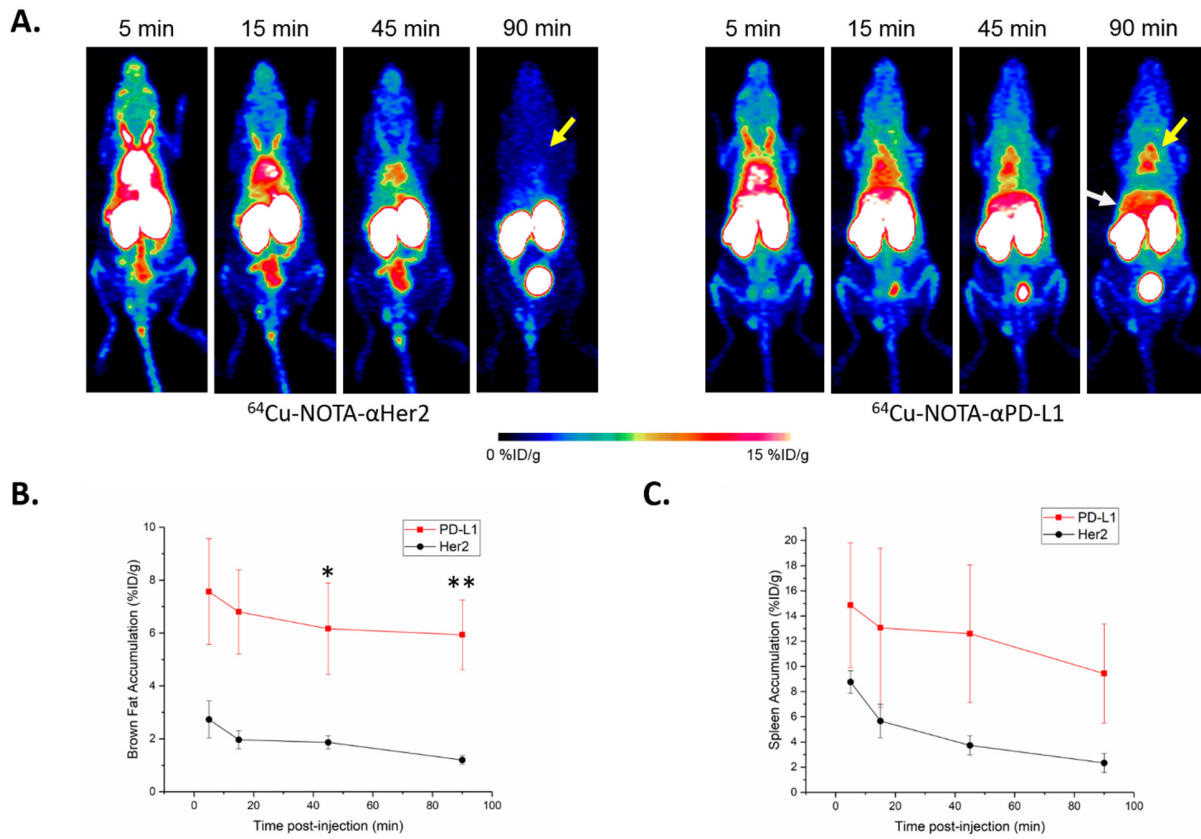 A.
5 min 15 min 45 min 90 min 5 min 15 min 45 min 90 min
⁶⁴Cu-NOTA-αHer2 ⁶⁴Cu-NOTA-αPD-L1
0 %ID/g 15 %ID/g
B.
10
8
6
4
2
0
Brown Fat Accumulation (%ID/g)
PD-L1
Her2
*
**
0 20 40 60 80 100
Time post-injection (min)
C.
20
18
16
14
12
10
8
6
4
2
0
Spleen Accumulation (%ID/g)
PD-L1
Her2
0 20 40 60 80 100
Time post-injection (min)